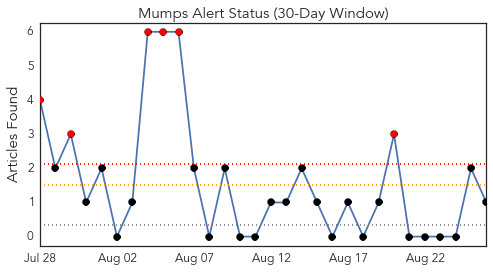 Mumps Alert Status (30-Day Window)
Articles Found
6
5
4
3
2
1
0
Jul 28
Aug 02
Aug 07
Aug 12
Aug 17
Aug 22